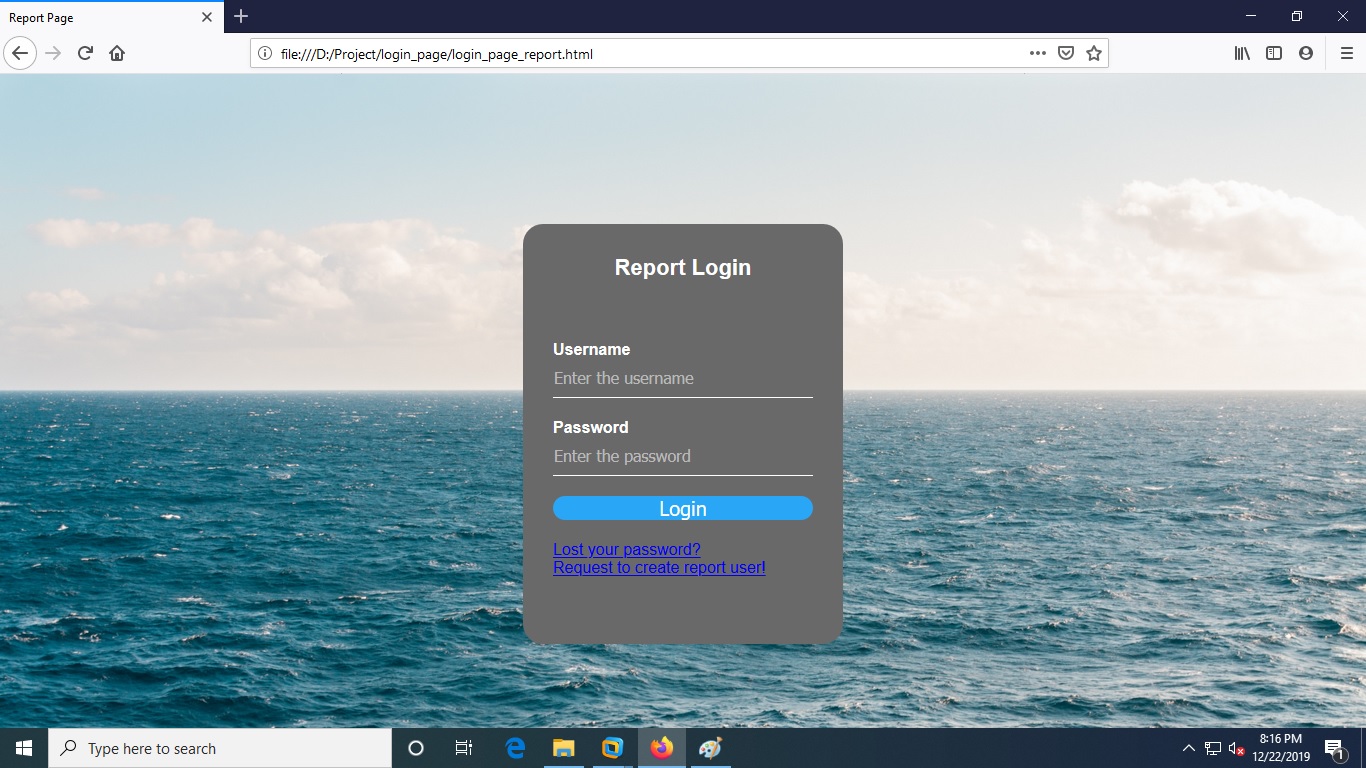 Report Page
file:///D:/Project/login_page/login_page_report.html
Report Login
Username
Enter the username
Password
Enter the password
Login
Lost your password?
Request to create report user!
Type here to search
8:16 PM
12/22/2019
1